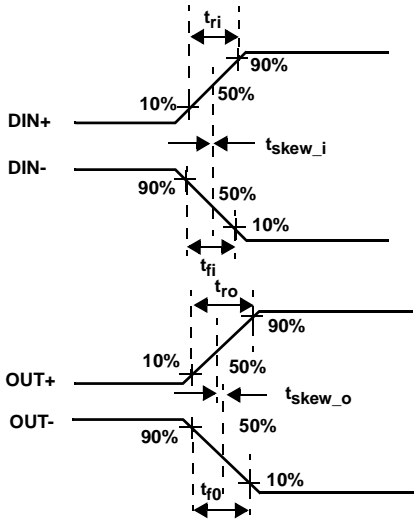 tri
90%
10%
50%
DIN+
tskew_i
DIN-
90%
50%
10%
tfi
tro
90%
10%
50%
OUT+
tskew_o
OUT-
50%
90%
10%
tf0'